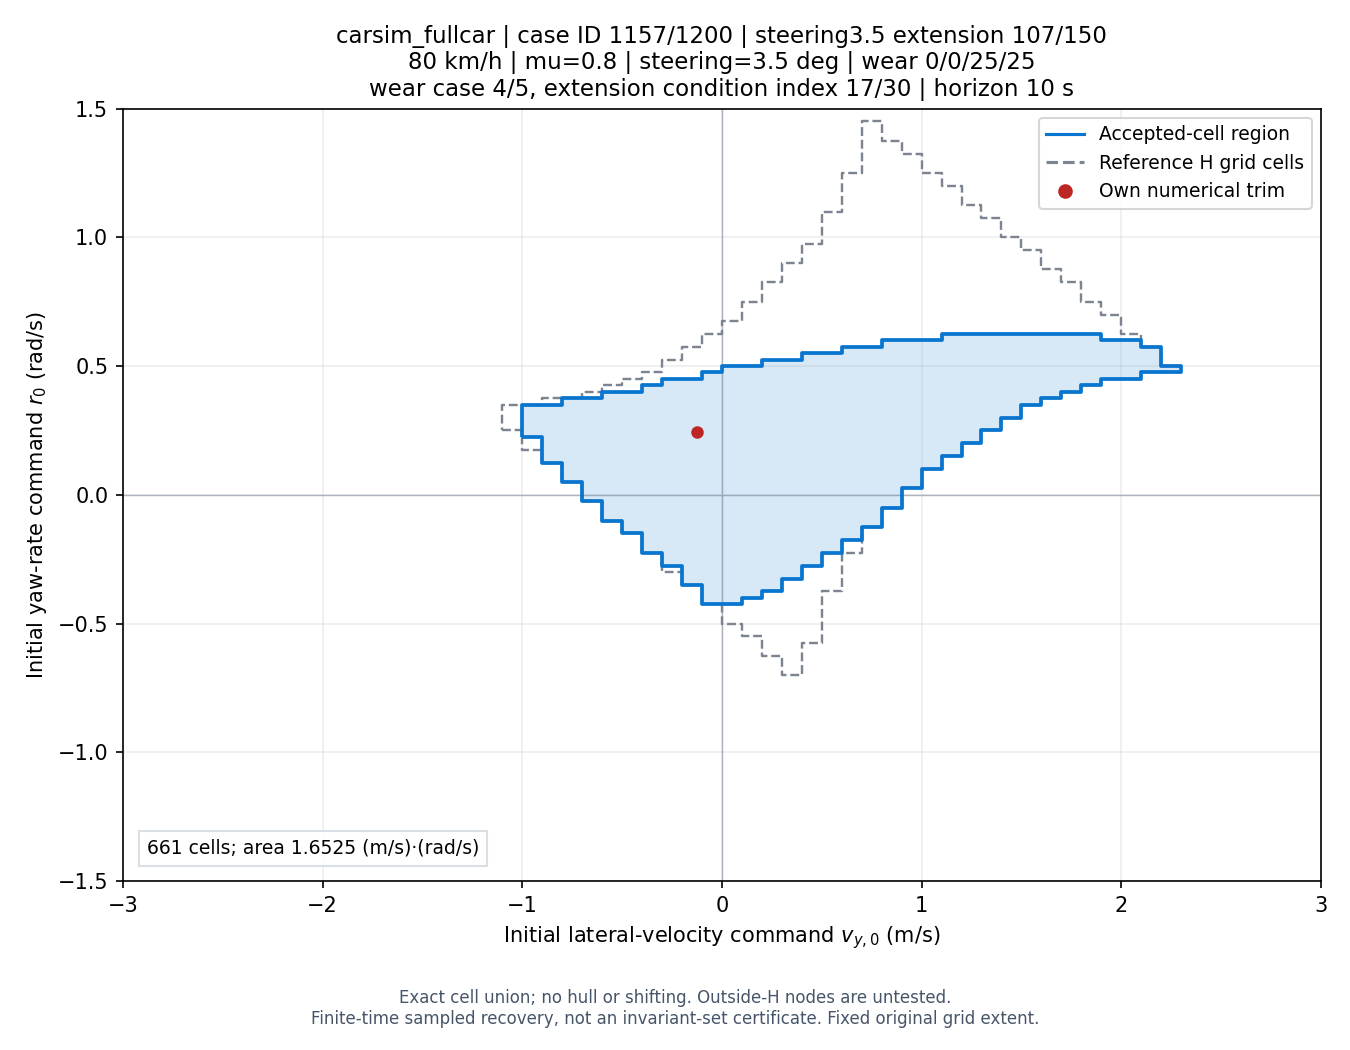 carsim_fullcar | case ID 1157/1200 | steering3.5 extension 107/150
80 km/h | mu=0.8 | steering=3.5 deg | wear 0/0/25/25
wear case 4/5, extension condition index 17/30 | horizon 10 s
Accepted-cell region
Reference H grid cells
Own numerical trim
1.5
1.0
0.5
0.0
−0.5
−1.0
−1.5
Initial yaw-rate command r₀ (rad/s)
661 cells; area 1.6525 (m/s)·(rad/s)
−3
−2
−1
0
1
2
3
Initial lateral-velocity command v_{y,0} (m/s)
Exact cell union; no hull or shifting. Outside-H nodes are untested.
Finite-time sampled recovery, not an invariant-set certificate. Fixed original grid extent.